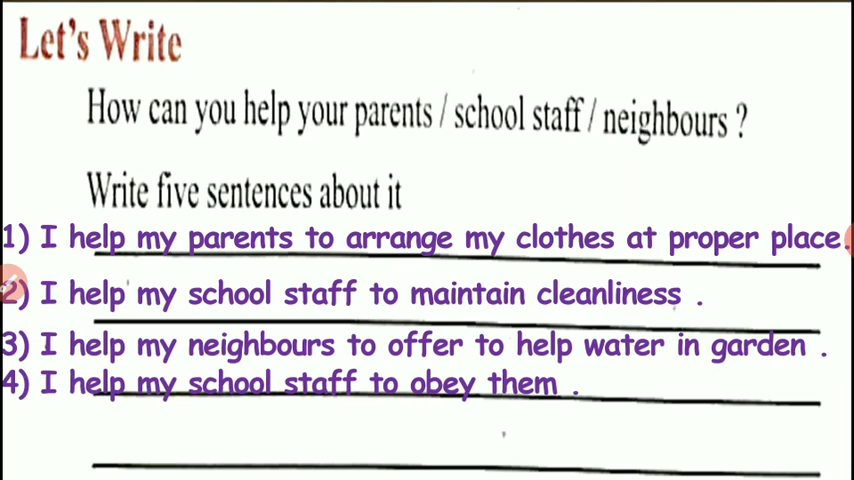 Let's Write
How can you help your parents / school staff / neighbours ?
Write five sentences about it
1) I help my parents to arrange my clothes at proper place.
2) I help my school staff to maintain cleanliness .
3) I help my neighbours to offer to help water in garden .
4) I help my school staff to obey them .